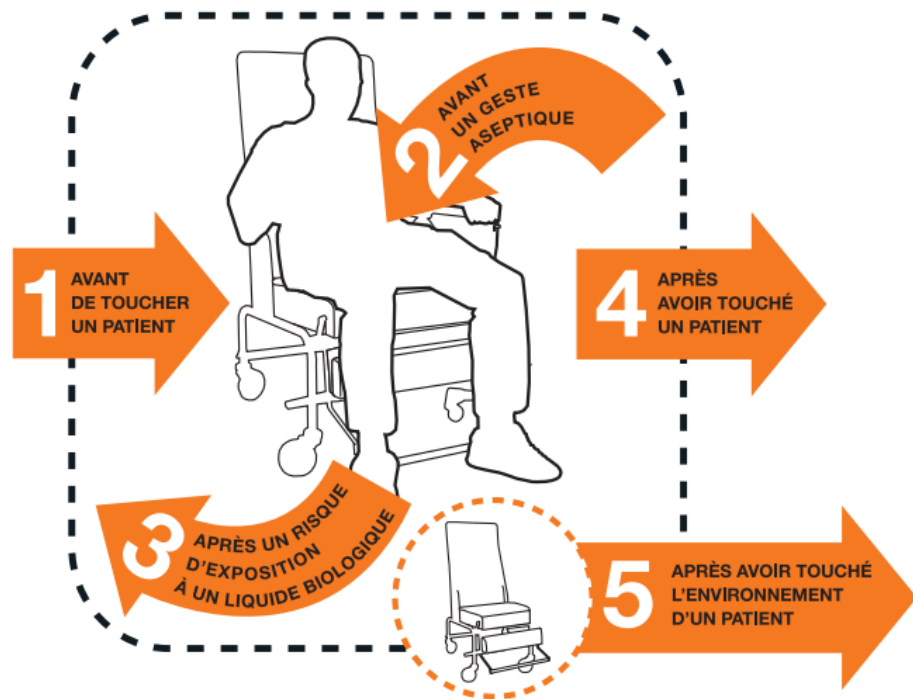 1
AVANT
DE TOUCHER
UN PATIENT
2
AVANT
UN GESTE
ASEPTIQUE
3
APRÈS UN RISQUE
D'EXPOSITION
À UN LIQUIDE BIOLOGIQUE
4
APRÈS
AVOIR TOUCHÉ
UN PATIENT
5
APRÈS AVOIR TOUCHÉ
L'ENVIRONNEMENT
D'UN PATIENT